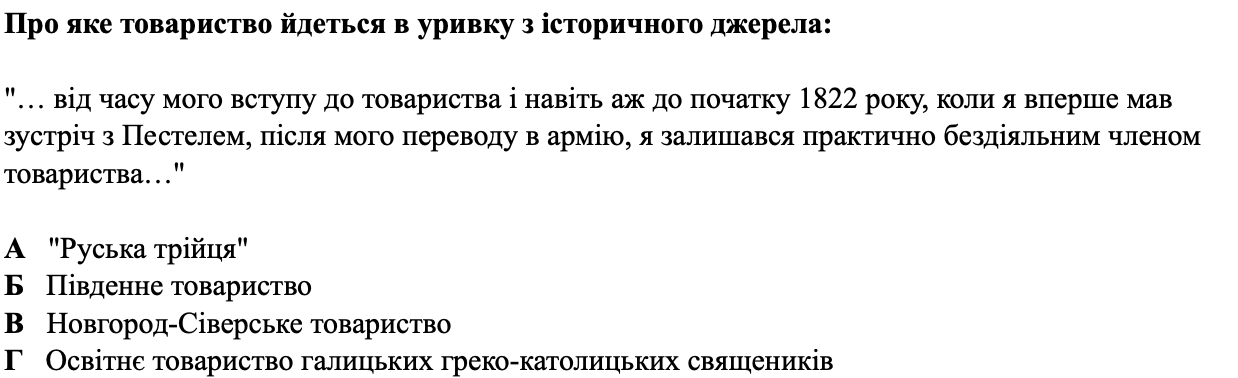 Про яке товариство йдеться в уривку з історичного джерела:
"… від часу мого вступу до товариства і навіть аж до початку 1822 року, коли я вперше мав
зустріч з Пестелем, після мого переводу в армію, я залишався практично бездіяльним членом
товариства…"
А "Руська трійця"
Б Південне товариство
В Новгород-Сіверське товариство
Г Освітнє товариство галицьких греко-католицьких священиків